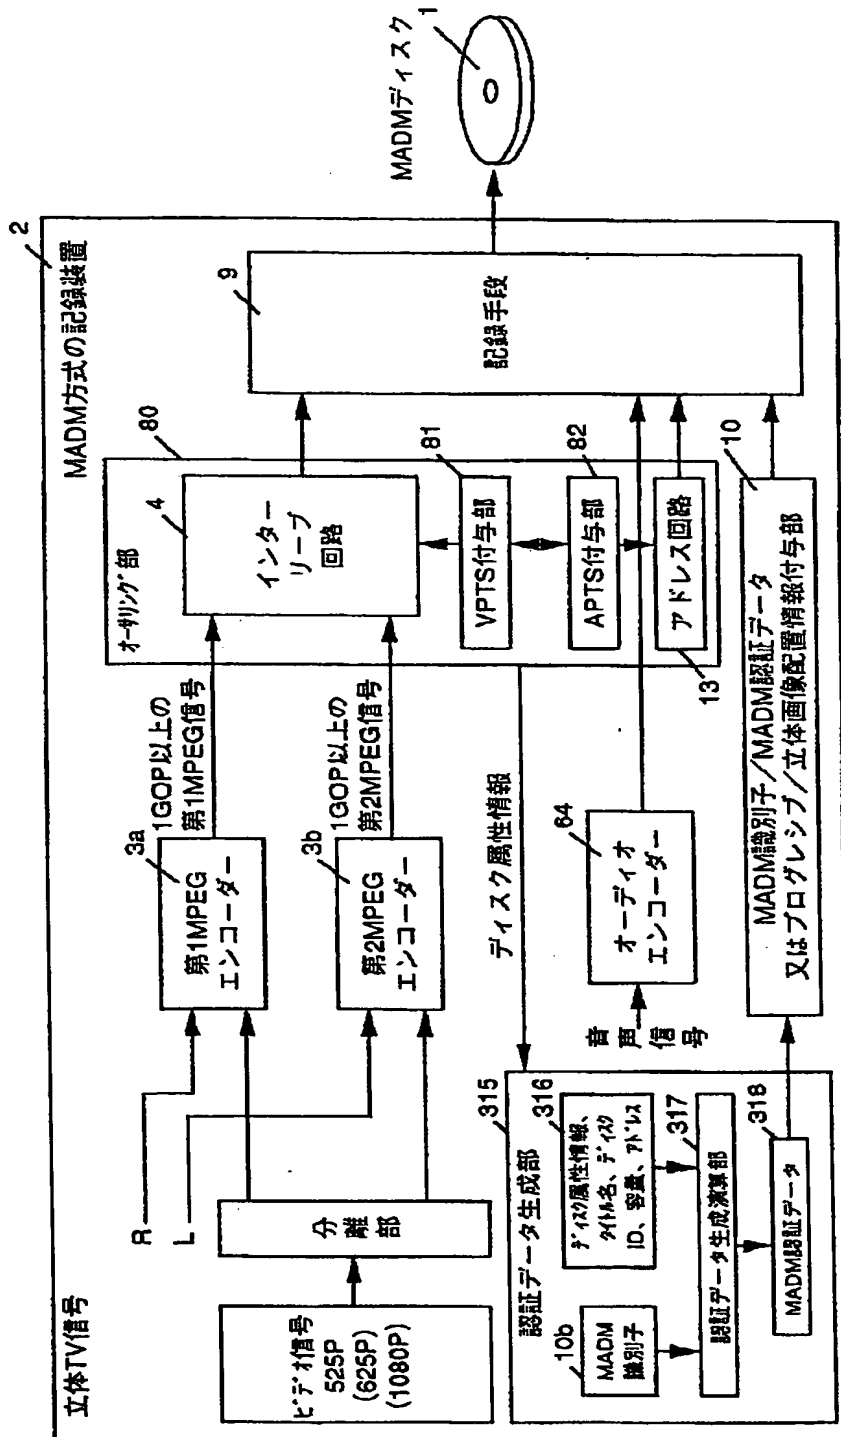 立体TV信号
MADM方式の記録装置
2
ビデオ信号
525P
(625P)
(1080P)
分離部
R
L
3a
第1MPEG
エンコーダー
3b
第2MPEG
エンコーダー
1GOP以上の
第1MPEG信号
1GOP以上の
第2MPEG信号
オーサリング部
80
4
インター
リーブ
回路
81
VPTS付与部
82
APTS付与部
アドレス回路
13
9
記録手段
MADMディスク
1
ディスク属性情報
音声信号
64
オーディオ
エンコーダー
10
MADM識別子/MADM認証データ
又はプログレシブ/立体画像配置情報付与部
認証データ生成部
315
10b
MADM
識別子
316
ディスク属性情報、
タイトル名、ディスク
ID、容量、アドレス
317
認証データ生成演算部
318
MADM認証データ